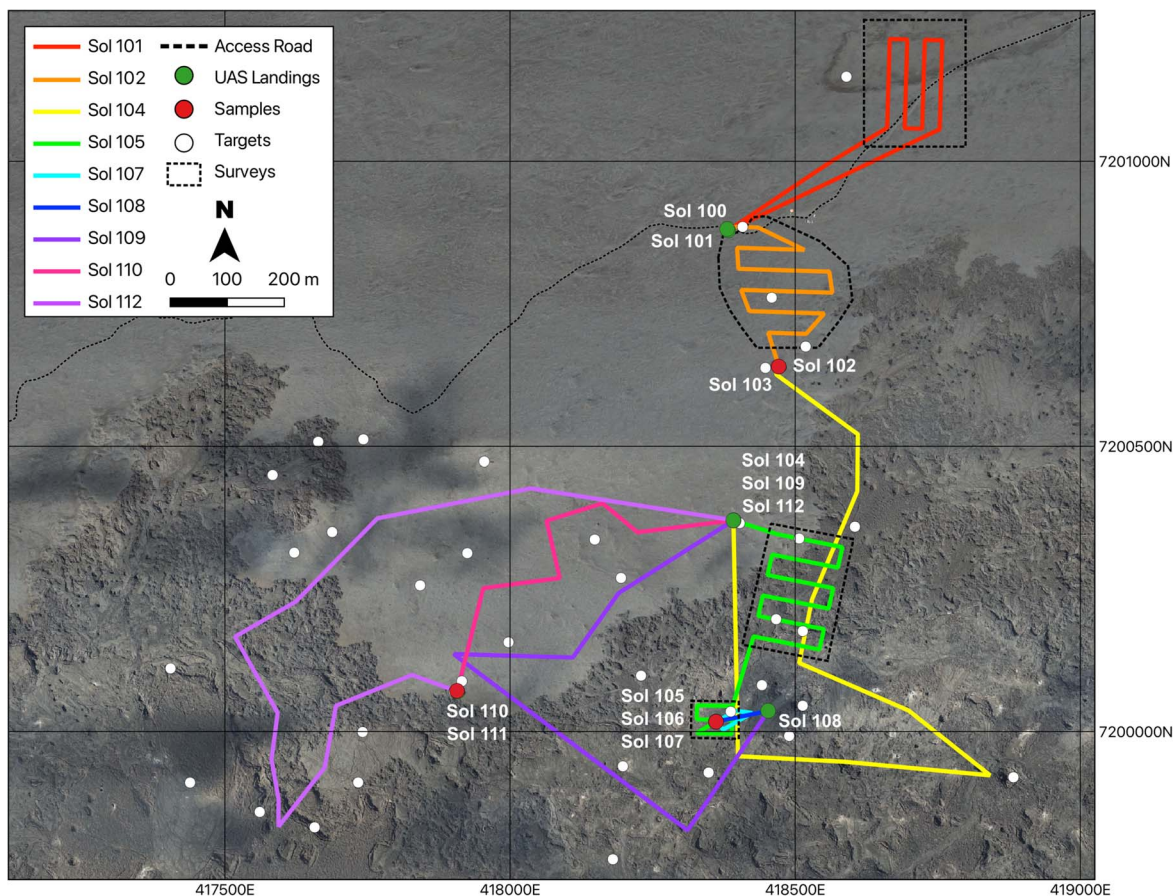 Sol 101
Sol 102
Sol 104
Sol 105
Sol 107
Sol 108
Sol 109
Sol 110
Sol 112
Access Road
UAS Landings
Samples
Targets
Surveys
N
0 100 200 m
Sol 100
Sol 101
Sol 102
Sol 103
Sol 104
Sol 109
Sol 112
Sol 105
Sol 106
Sol 107
Sol 108
Sol 110
Sol 111
7201000N
7200500N
7200000N
417500E 418000E 418500E 419000E